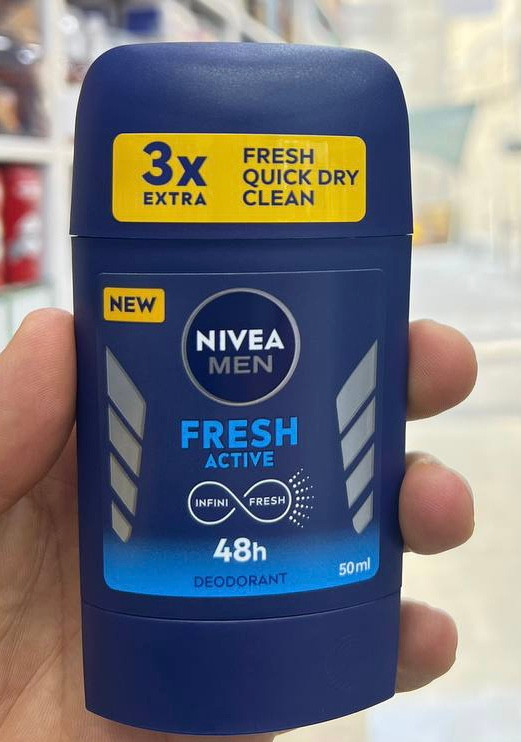 3x
EXTRA
FRESH
QUICK DRY
CLEAN
NEW
NIVEA
MEN
FRESH
ACTIVE
INFINI FRESH
48h
DEODORANT
50ml